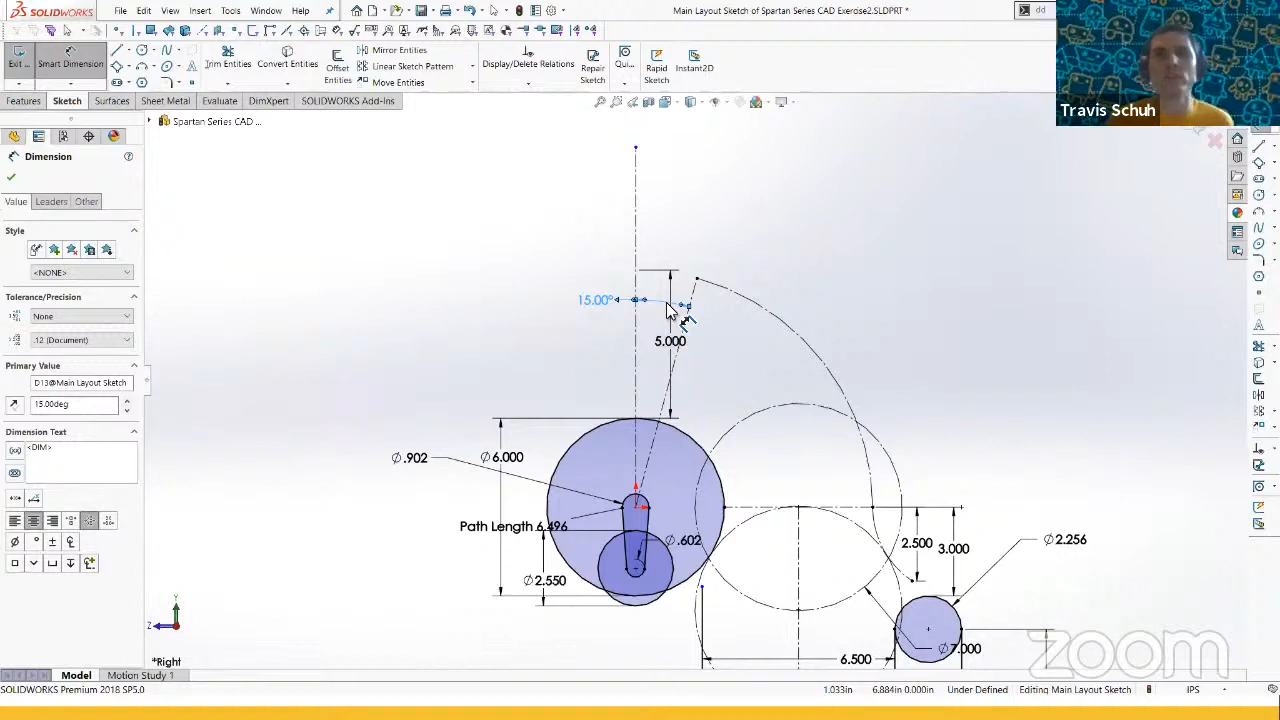 SOLIDWORKS File Edit View Insert Tools Window Help Main Layout Sketch of Spartan Series CAD Exercise2.SLDPRT * dd
Exit ... Smart Dimension Trim Entities Convert Entities Offset Entities Mirror Entities Display/Delete Relations Repair Sketch Qui... Rapid Sketch Instant2D
Linear Sketch Pattern
Move Entities
Features Sketch Surfaces Sheet Metal Evaluate DimXpert SOLIDWORKS Add-Ins
Travis Schuh
Spartan Series CAD ...
Dimension
Value Leaders Other
Style
<NONE>
Tolerance/Precision
None
.12 (Document)
Primary Value
D13@Main Layout Sketch
15.00deg
Dimension Text
<DIM>
15.00°
5.000
∅.902
∅6.000
Path Length 6.496
∅.602
∅2.550
2.500
3.000
∅2.256
∅7.000
6.500
Y
Z
*Right
zoom
Model Motion Study 1
SOLIDWORKS Premium 2018 SP5.0 1.033in 6.884in 0.000in Under Defined Editing Main Layout Sketch IPS